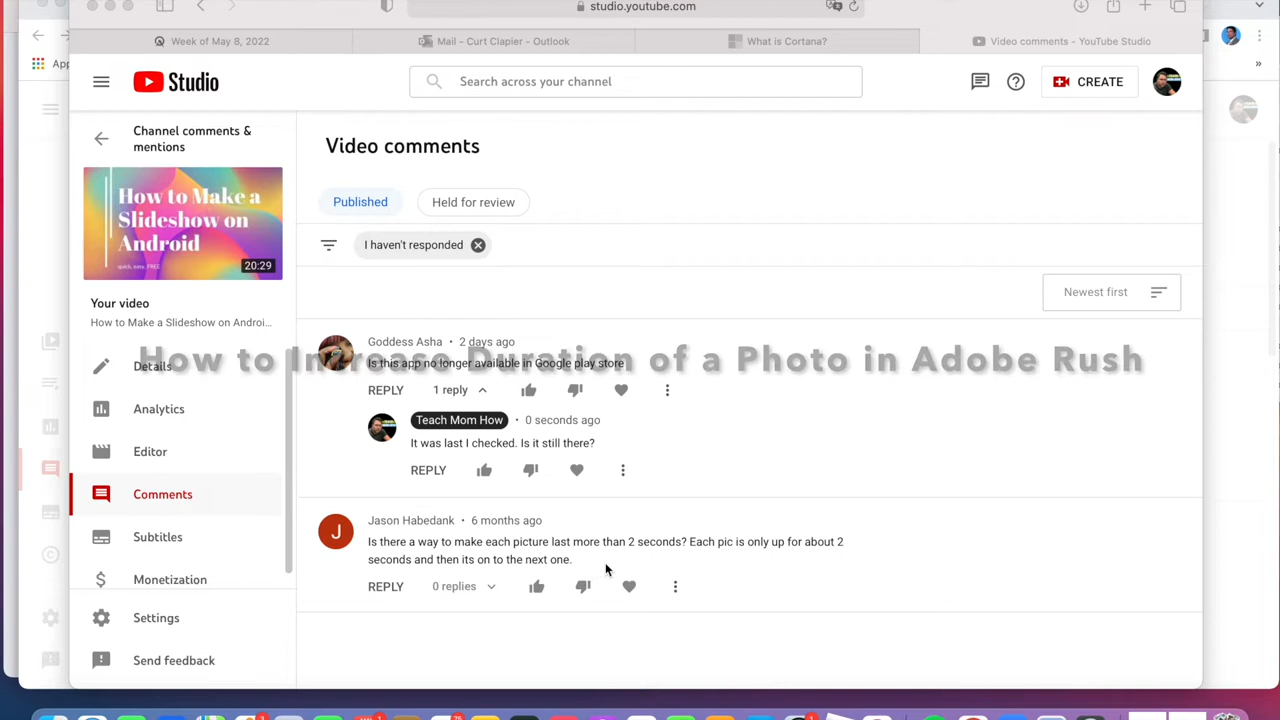 studio.youtube.com
Week of May 8, 2022
Mail - Curt Clapier - Outlook
What is Cortana?
Video comments - YouTube Studio
App
»
Studio
Search across your channel
CREATE
Channel comments &
mentions
How to Make a
Slideshow on
Android
quick, easy, FREE
20:29
Your video
How to Make a Slideshow on Androi...
Details
Analytics
Editor
Comments
Subtitles
Monetization
Settings
Send feedback
Video comments
Published
Held for review
I haven't responded
Newest first
Goddess Asha • 2 days ago
Is this app no longer available in Google play store
How to Increase Duration of a Photo in Adobe Rush
REPLY 1 reply
Teach Mom How • 0 seconds ago
It was last I checked. Is it still there?
REPLY
J
Jason Habedank • 6 months ago
Is there a way to make each picture last more than 2 seconds? Each pic is only up for about 2
seconds and then its on to the next one.
REPLY 0 replies